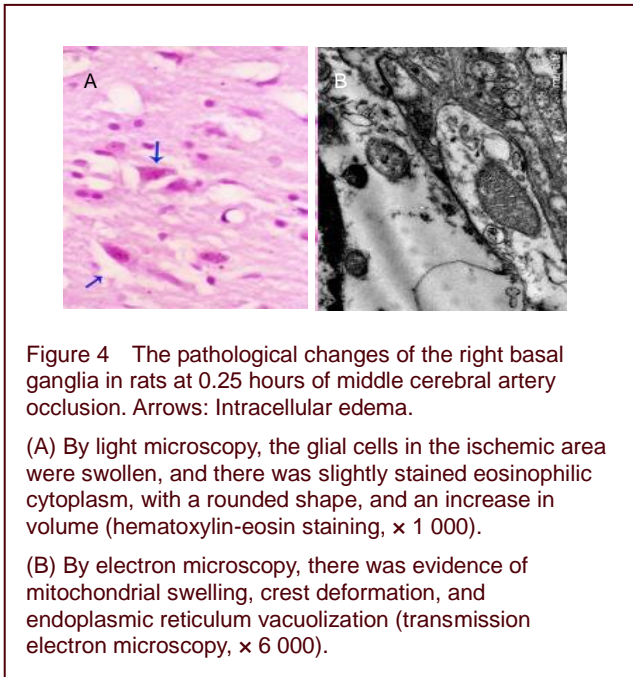 A
B
Figure 4 The pathological changes of the right basal
ganglia in rats at 0.25 hours of middle cerebral artery
occlusion. Arrows: Intracellular edema.
(A) By light microscopy, the glial cells in the ischemic area
were swollen, and there was slightly stained eosinophilic
cytoplasm, with a rounded shape, and an increase in
volume (hematoxylin-eosin staining, × 1 000).
(B) By electron microscopy, there was evidence of
mitochondrial swelling, crest deformation, and
endoplasmic reticulum vacuolization (transmission
electron microscopy, × 6 000).